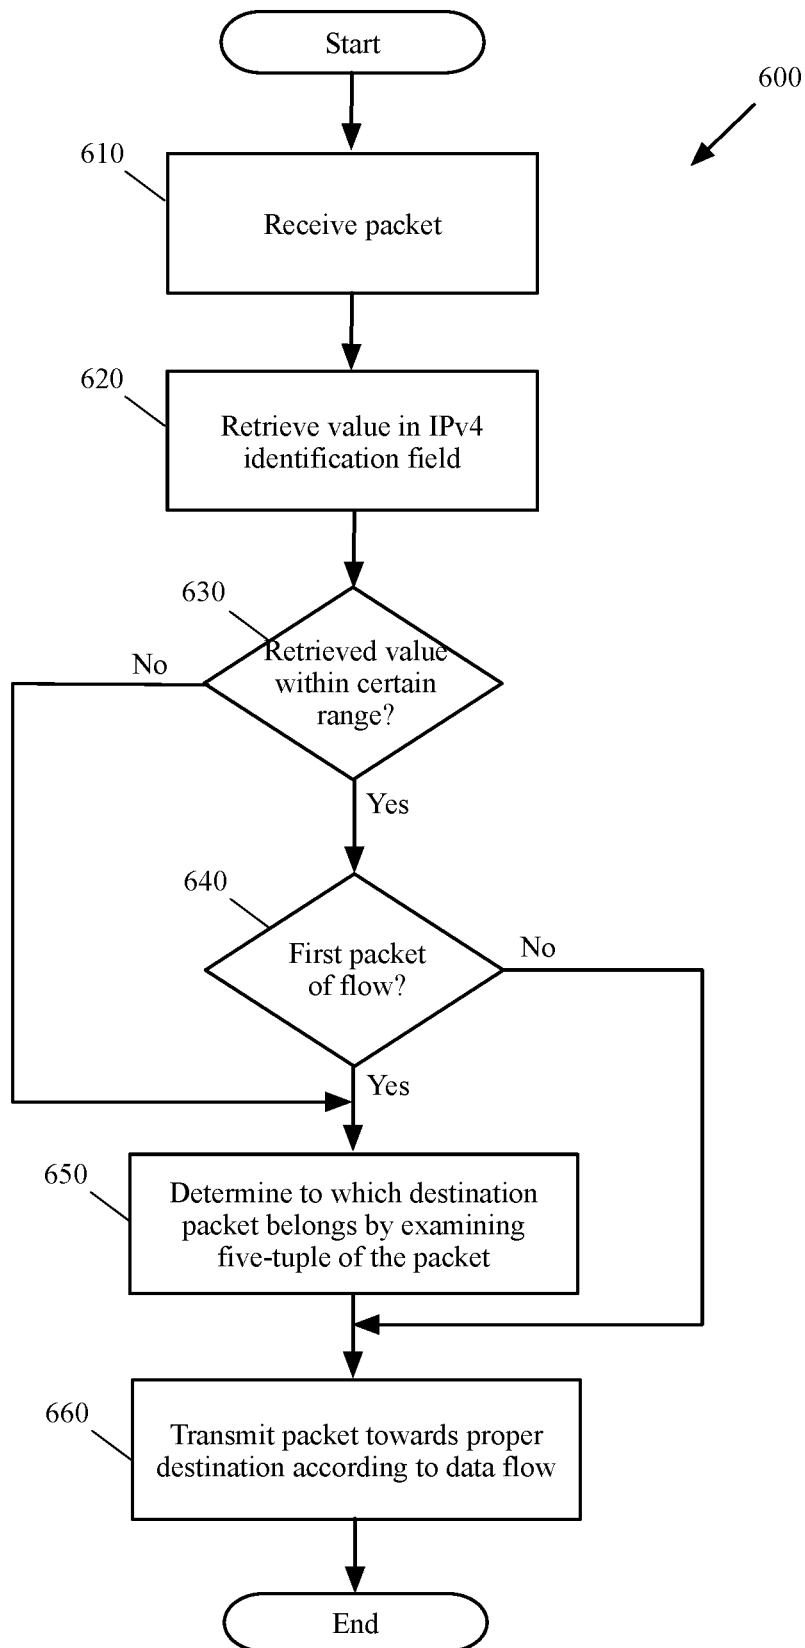 Start
600
610
Receive packet
620
Retrieve value in IPv4
identification field
630
Retrieved value
within certain
range?
No
Yes
640
First packet
of flow?
No
Yes
650
Determine to which destination
packet belongs by examining
five-tuple of the packet
660
Transmit packet towards proper
destination according to data flow
End